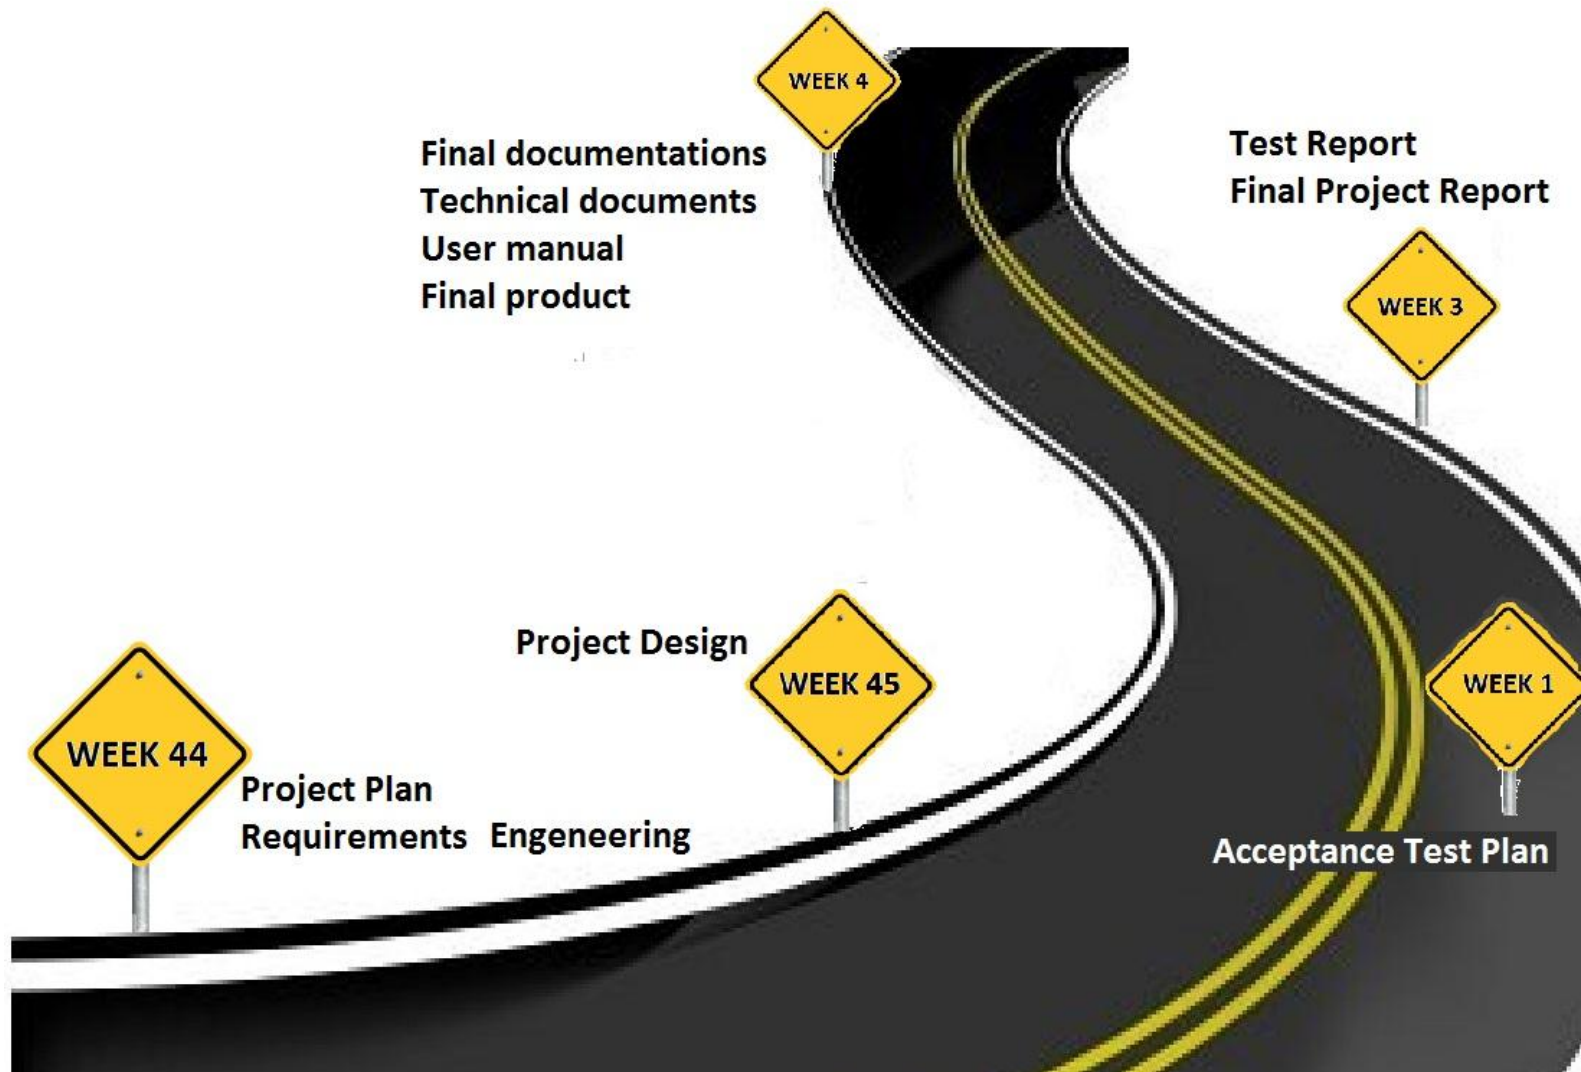 WEEK 4
Final documentations
Technical documents
User manual
Final product
Test Report
Final Project Report
WEEK 3
Project Design
WEEK 45
WEEK 1
Acceptance Test Plan
WEEK 44
Project Plan
Requirements Engeneering